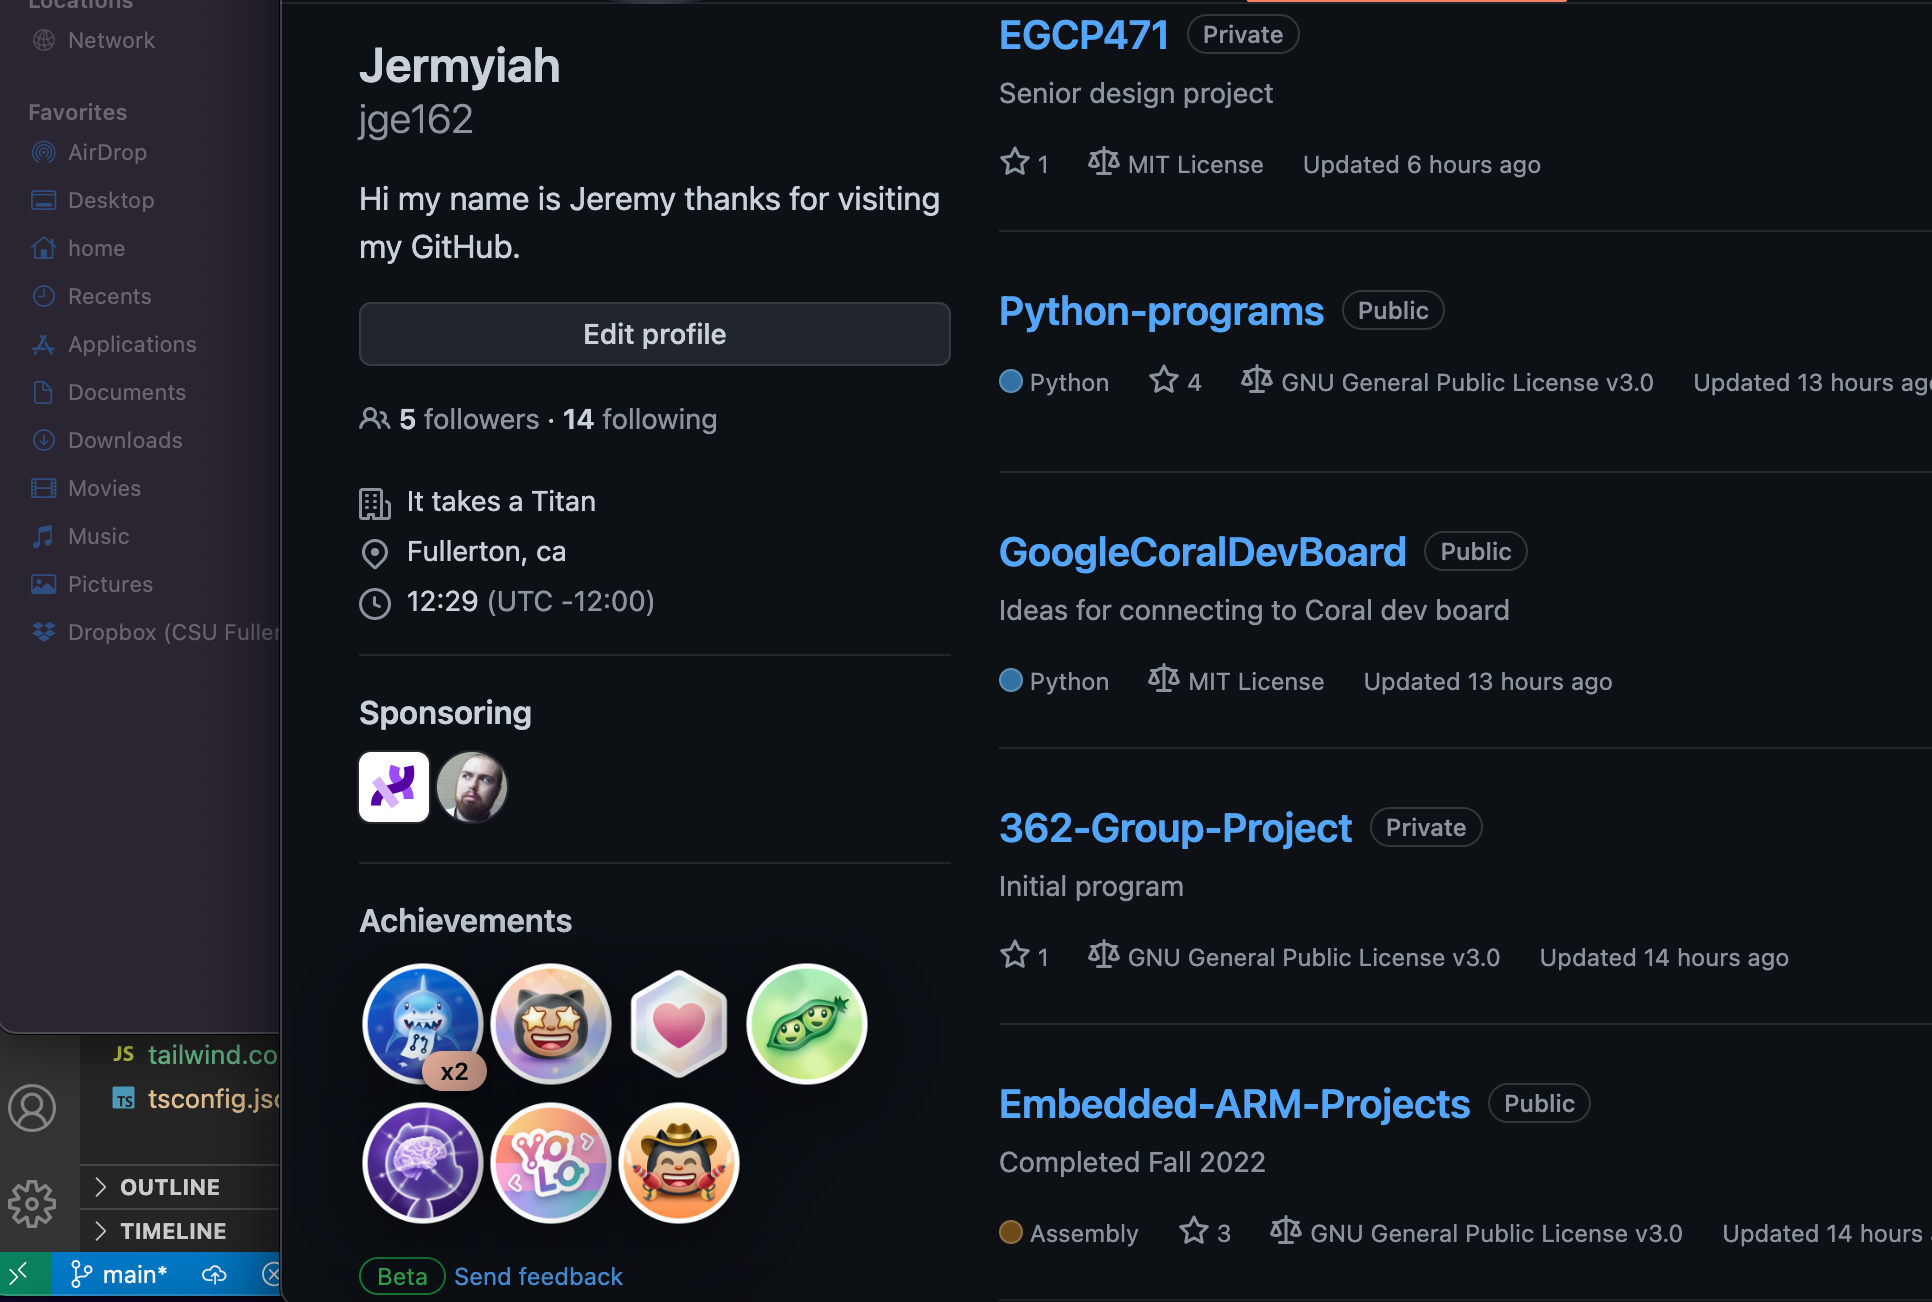 Locations
Network
Favorites
AirDrop
Desktop
home
Recents
Applications
Documents
Downloads
Movies
Music
Pictures
Dropbox (CSU Fuller
JS tailwind.co
TS tsconfig.jso
OUTLINE
TIMELINE
main*
Jermyiah
jge162
Hi my name is Jeremy thanks for visiting
my GitHub.
Edit profile
5 followers · 14 following
It takes a Titan
Fullerton, ca
12:29 (UTC -12:00)
Sponsoring
Achievements
x2
YOLO
Beta Send feedback
EGCP471 Private
Senior design project
1 MIT License Updated 6 hours ago
Python-programs Public
Python 4 GNU General Public License v3.0 Updated 13 hours ago
GoogleCoralDevBoard Public
Ideas for connecting to Coral dev board
Python MIT License Updated 13 hours ago
362-Group-Project Private
Initial program
1 GNU General Public License v3.0 Updated 14 hours ago
Embedded-ARM-Projects Public
Completed Fall 2022
Assembly 3 GNU General Public License v3.0 Updated 14 hours